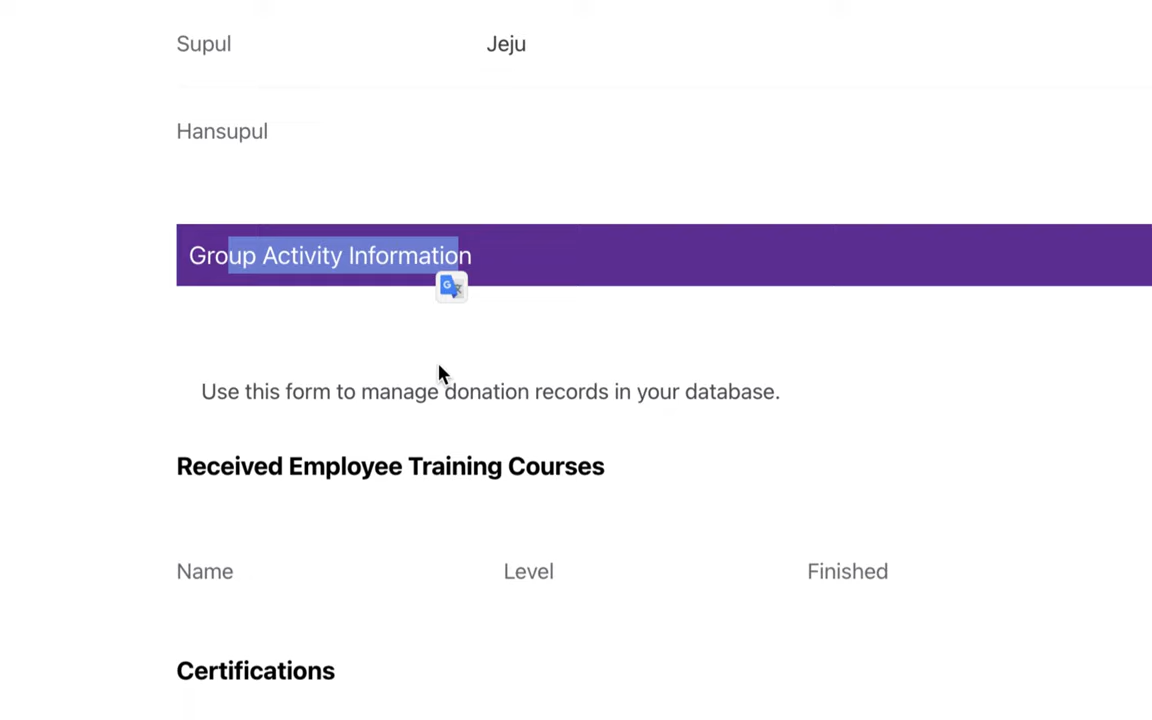 Supul Jeju
Hansupul
Group Activity Information
Use this form to manage donation records in your database.
Received Employee Training Courses
Name Level Finished
Certifications